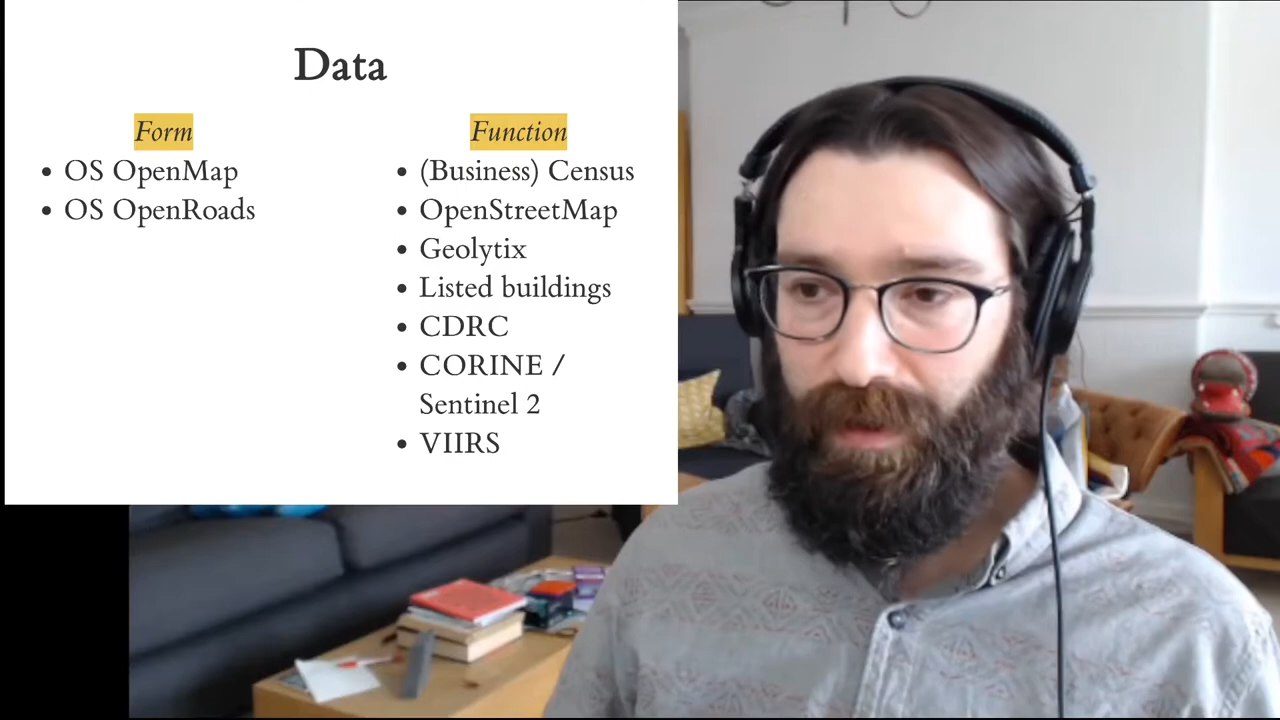 Data
Form
• OS OpenMap
• OS OpenRoads
Function
• (Business) Census
• OpenStreetMap
• Geolytix
• Listed buildings
• CDRC
• CORINE /
Sentinel 2
• VIIRS